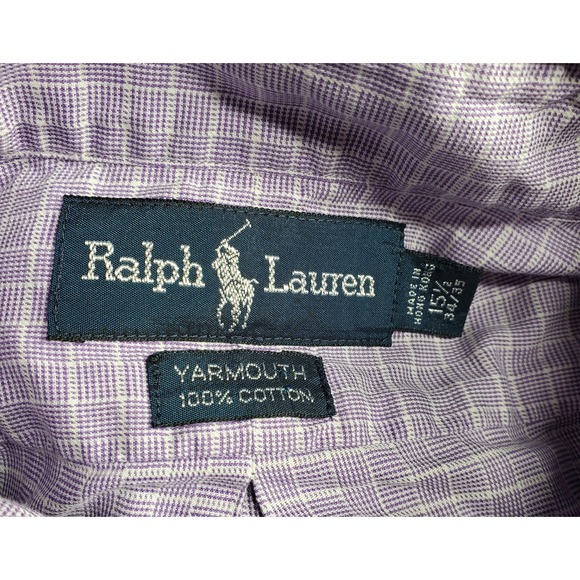 Ralph Lauren
MADE IN
HONG KONG
15½
34/35
YARMOUTH
100% COTTON